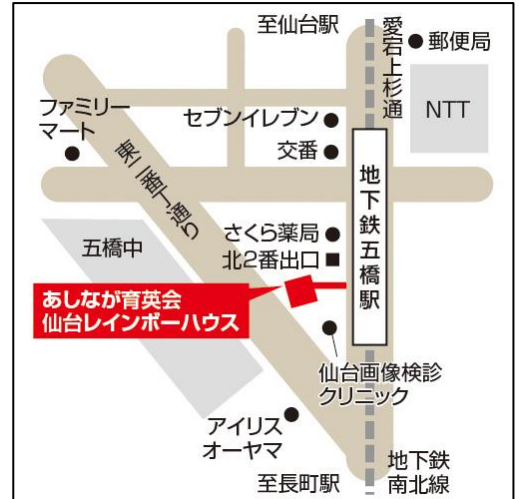 至仙台駅
愛宕上杉通
郵便局
NTT
ファミリー
マート
セブンイレブン
交番
東二番丁通り
地下鉄五橋駅
五橋中
さくら薬局
北2番出口
あしなが育英会
仙台レインボーハウス
仙台画像検診
クリニック
アイリス
オーヤマ
至長町駅
地下鉄
南北線